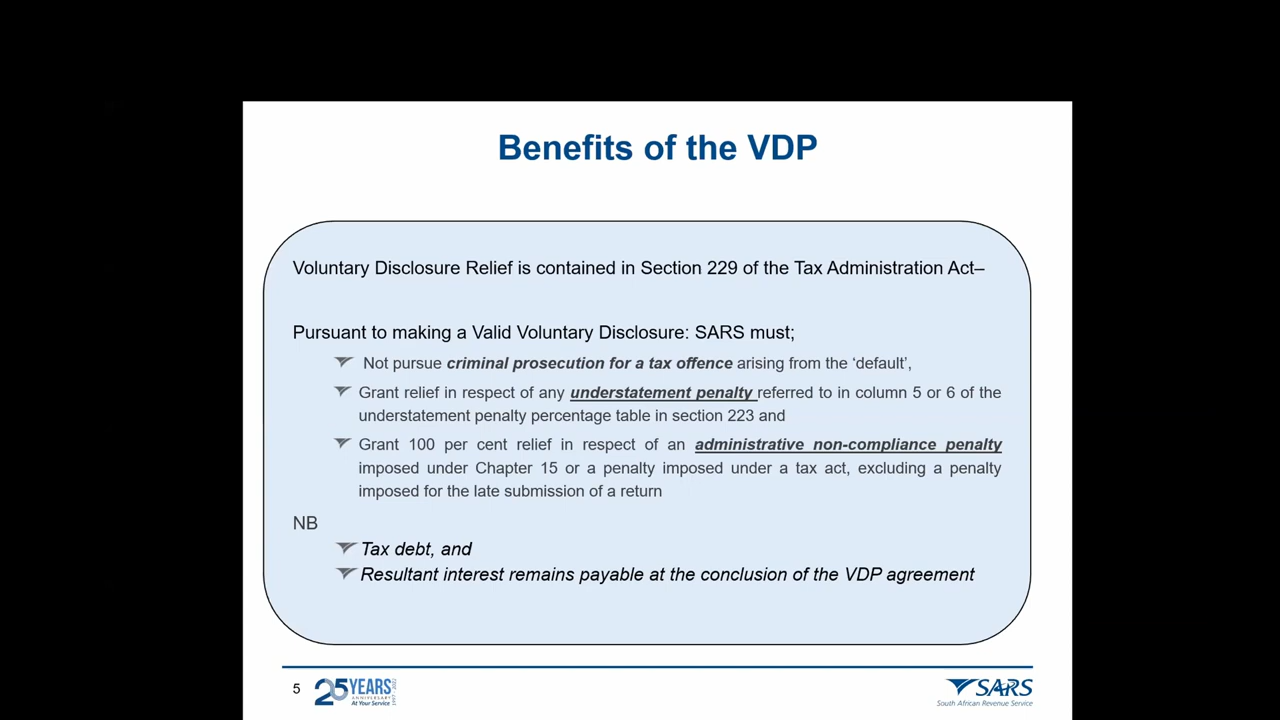 Benefits of the VDP
Voluntary Disclosure Relief is contained in Section 229 of the Tax Administration Act–
Pursuant to making a Valid Voluntary Disclosure: SARS must;
Not pursue criminal prosecution for a tax offence arising from the ‘default’,
Grant relief in respect of any understatement penalty referred to in column 5 or 6 of the
understatement penalty percentage table in section 223 and
Grant 100 per cent relief in respect of an administrative non-compliance penalty
imposed under Chapter 15 or a penalty imposed under a tax act, excluding a penalty
imposed for the late submission of a return
NB
Tax debt, and
Resultant interest remains payable at the conclusion of the VDP agreement
5
25 YEARS
ANNIVERSARY
At Your Service
1997 - 2022
SARS
South African Revenue Service